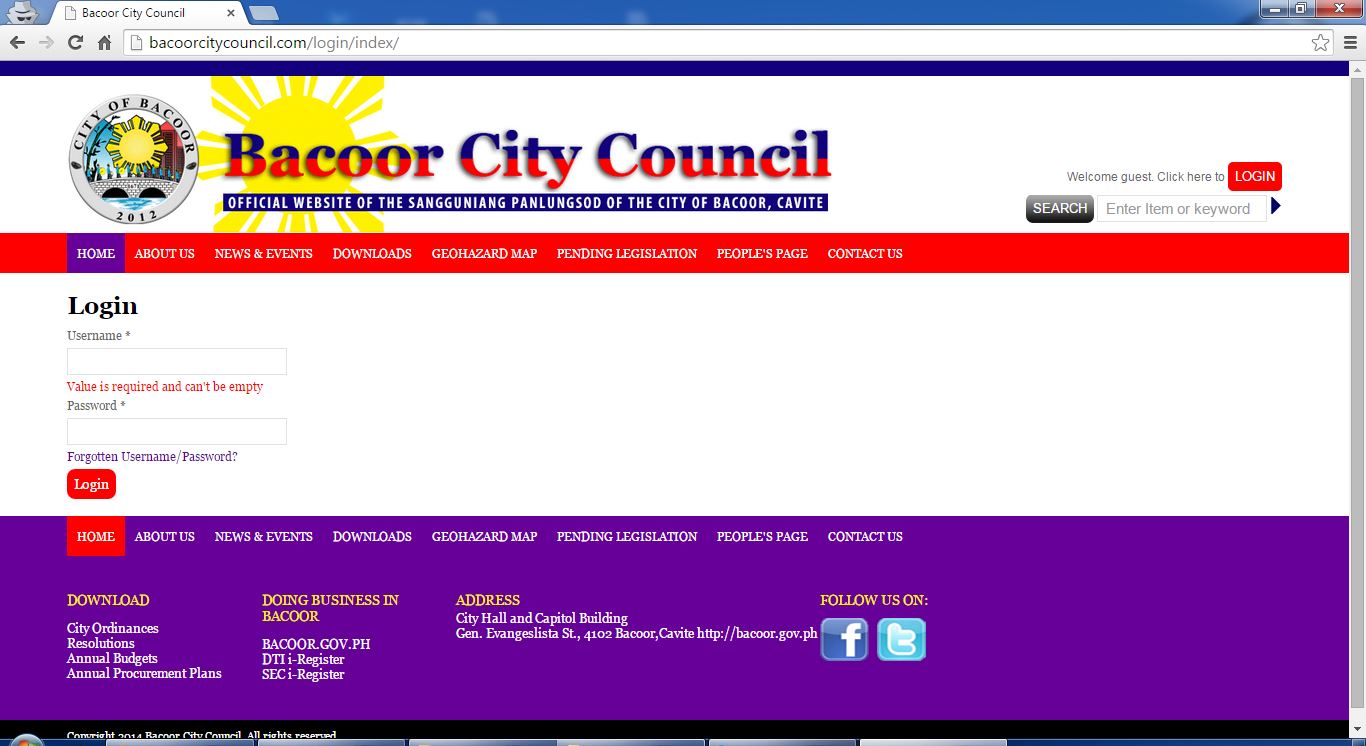 Bacoor City Council
bacoorcitycouncil.com/login/index/
CITY OF BACOOR
2012
Bacoor City Council
OFFICIAL WEBSITE OF THE SANGGUNIANG PANLUNGSOD OF THE CITY OF BACOOR, CAVITE
Welcome guest. Click here to LOGIN
SEARCH Enter Item or keyword
HOME ABOUT US NEWS & EVENTS DOWNLOADS GEOHAZARD MAP PENDING LEGISLATION PEOPLE'S PAGE CONTACT US
Login
Username *
Value is required and can't be empty
Password *
Forgotten Username/Password?
Login
HOME ABOUT US NEWS & EVENTS DOWNLOADS GEOHAZARD MAP PENDING LEGISLATION PEOPLE'S PAGE CONTACT US
DOWNLOAD
City Ordinances
Resolutions
Annual Budgets
Annual Procurement Plans
DOING BUSINESS IN
BACOOR
BACOOR.GOV.PH
DTI i-Register
SEC i-Register
ADDRESS
City Hall and Capitol Building
Gen. Evangeslista St., 4102 Bacoor,Cavite http://bacoor.gov.ph
FOLLOW US ON:
Copyright 2014 Bacoor City Council. All rights reserved